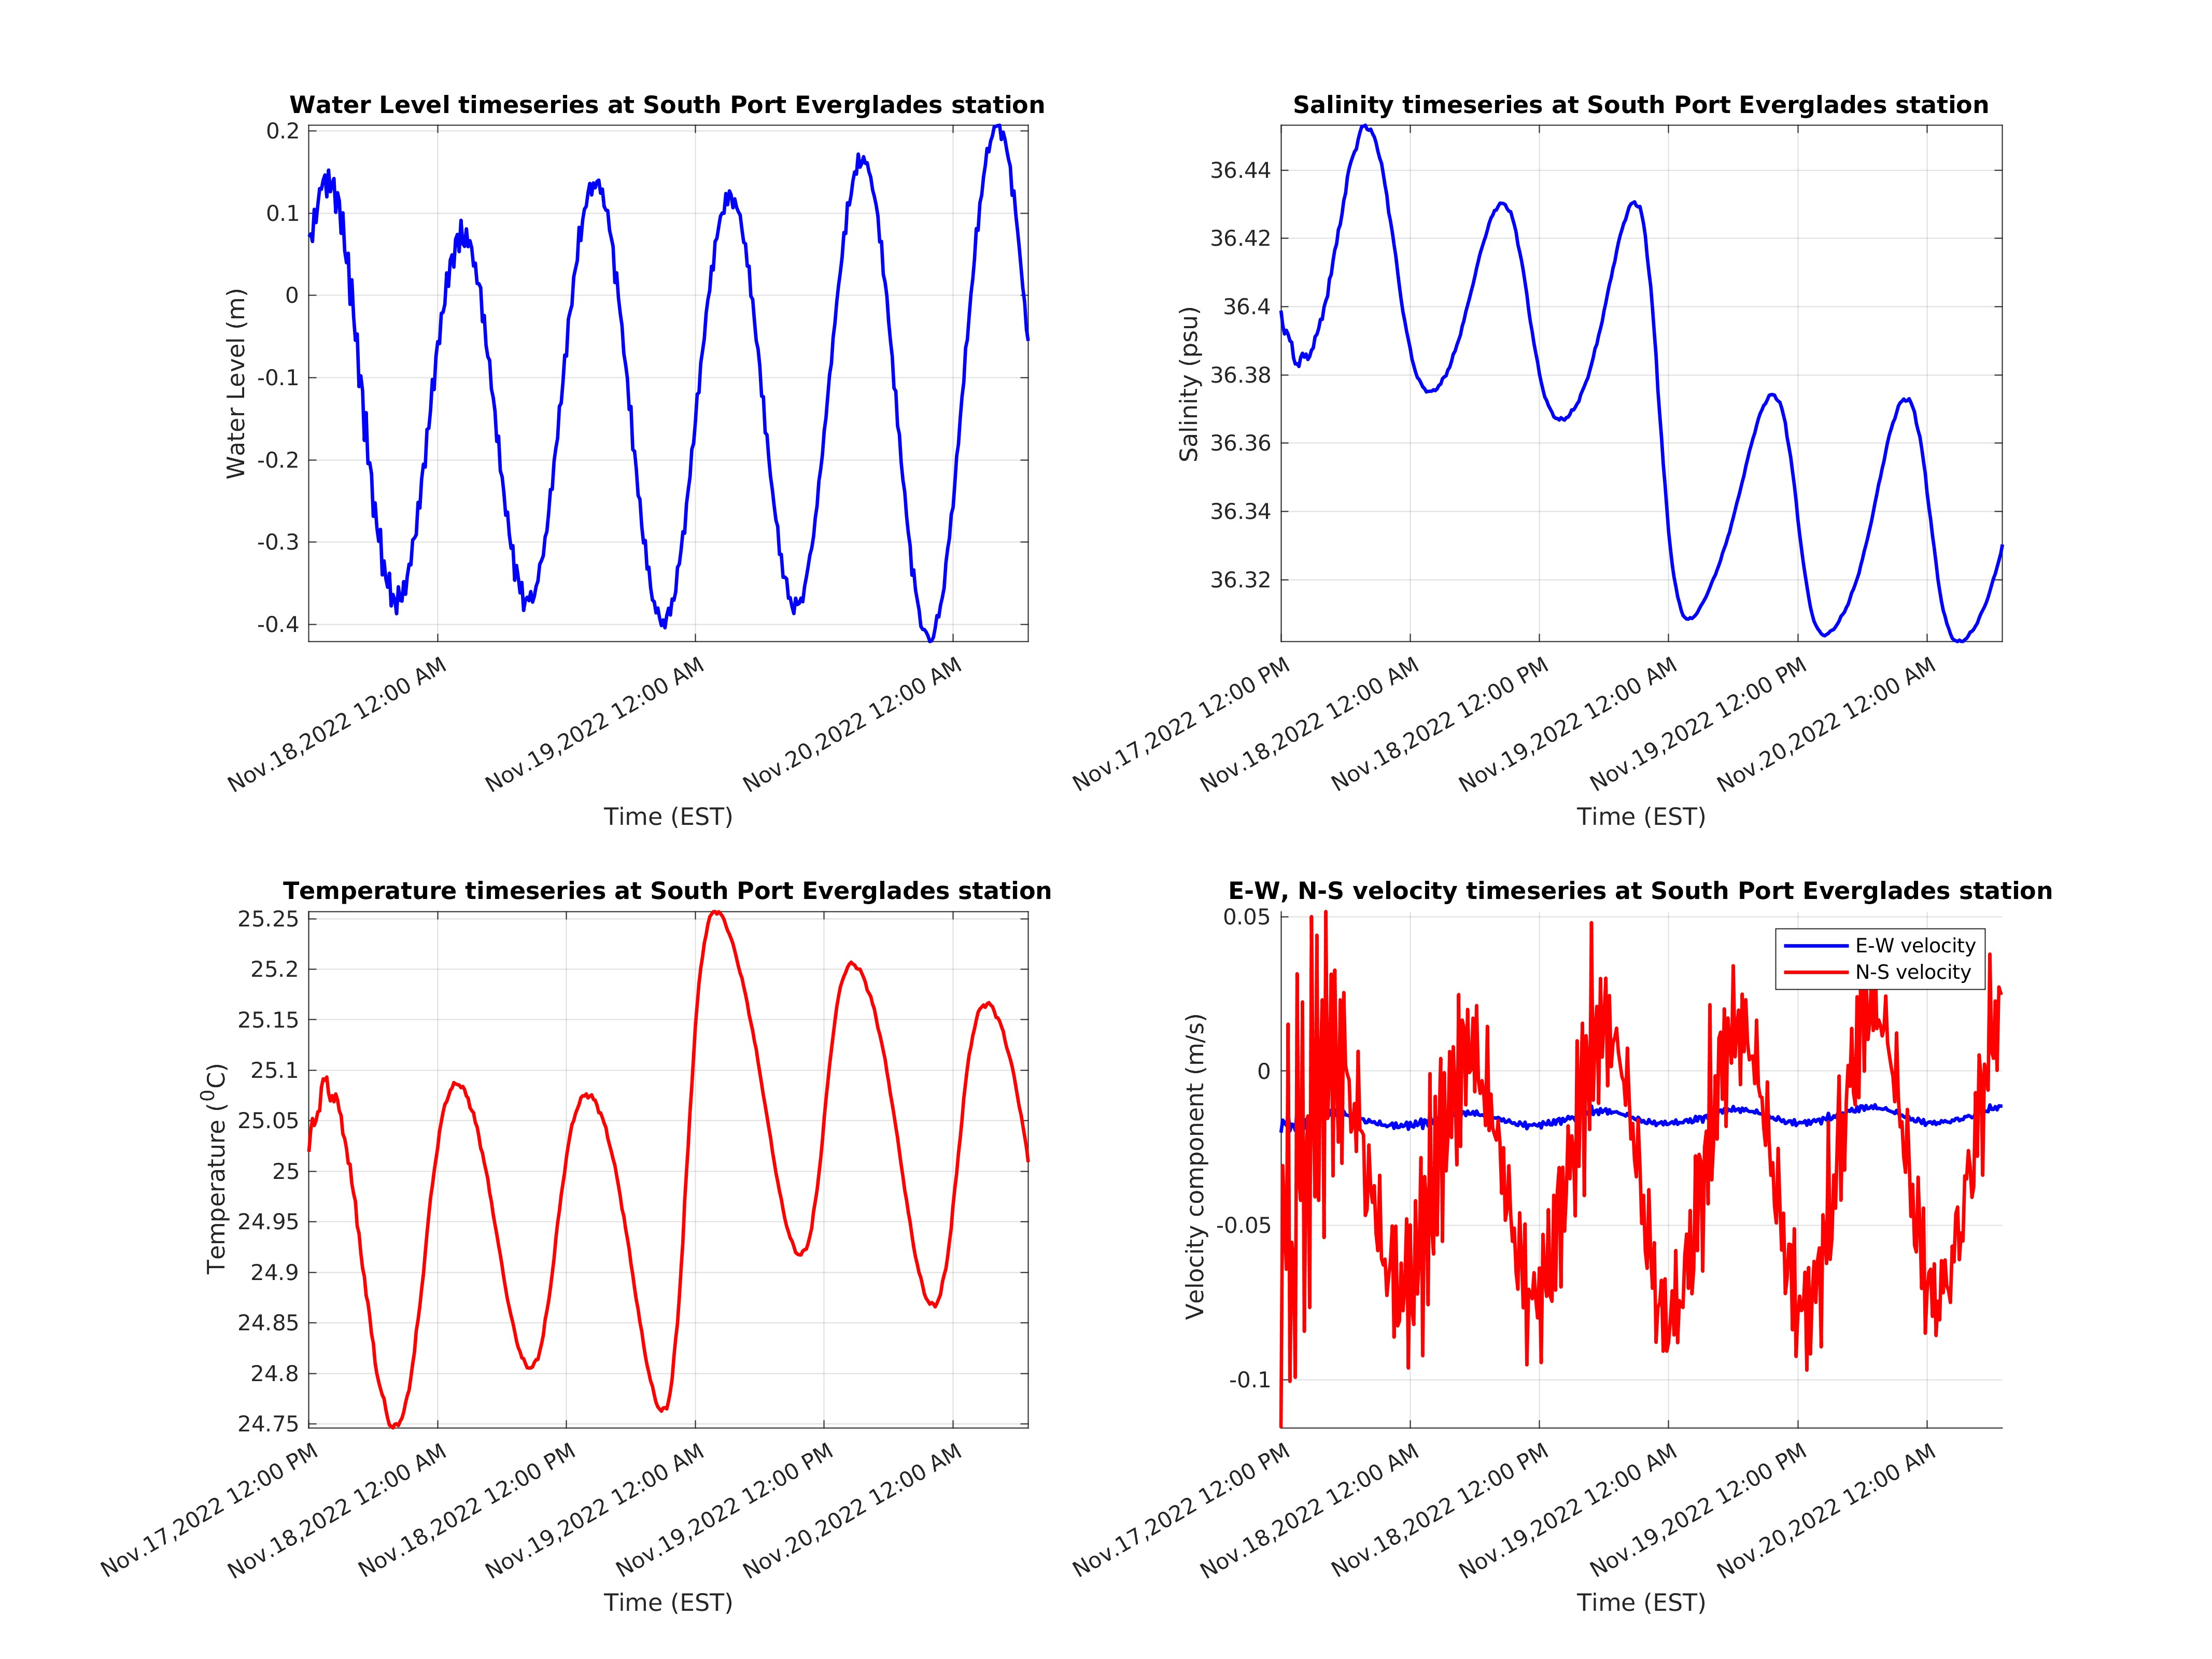 Water Level timeseries at South Port Everglades station
0.2
0.1
0
-0.1
-0.2
-0.3
-0.4
Water Level (m)
Nov.18,2022 12:00 AM
Nov.19,2022 12:00 AM
Nov.20,2022 12:00 AM
Time (EST)
Salinity timeseries at South Port Everglades station
36.44
36.42
36.4
36.38
36.36
36.34
36.32
Salinity (psu)
Nov.17,2022 12:00 PM
Nov.18,2022 12:00 AM
Nov.18,2022 12:00 PM
Nov.19,2022 12:00 AM
Nov.19,2022 12:00 PM
Nov.20,2022 12:00 AM
Time (EST)
Temperature timeseries at South Port Everglades station
25.25
25.2
25.15
25.1
25.05
25
24.95
24.9
24.85
24.8
24.75
Temperature (⁰C)
Nov.17,2022 12:00 PM
Nov.18,2022 12:00 AM
Nov.18,2022 12:00 PM
Nov.19,2022 12:00 AM
Nov.19,2022 12:00 PM
Nov.20,2022 12:00 AM
Time (EST)
E-W, N-S velocity timeseries at South Port Everglades station
0.05
0
-0.05
-0.1
Velocity component (m/s)
E-W velocity
N-S velocity
Nov.17,2022 12:00 PM
Nov.18,2022 12:00 AM
Nov.18,2022 12:00 PM
Nov.19,2022 12:00 AM
Nov.19,2022 12:00 PM
Nov.20,2022 12:00 AM
Time (EST)